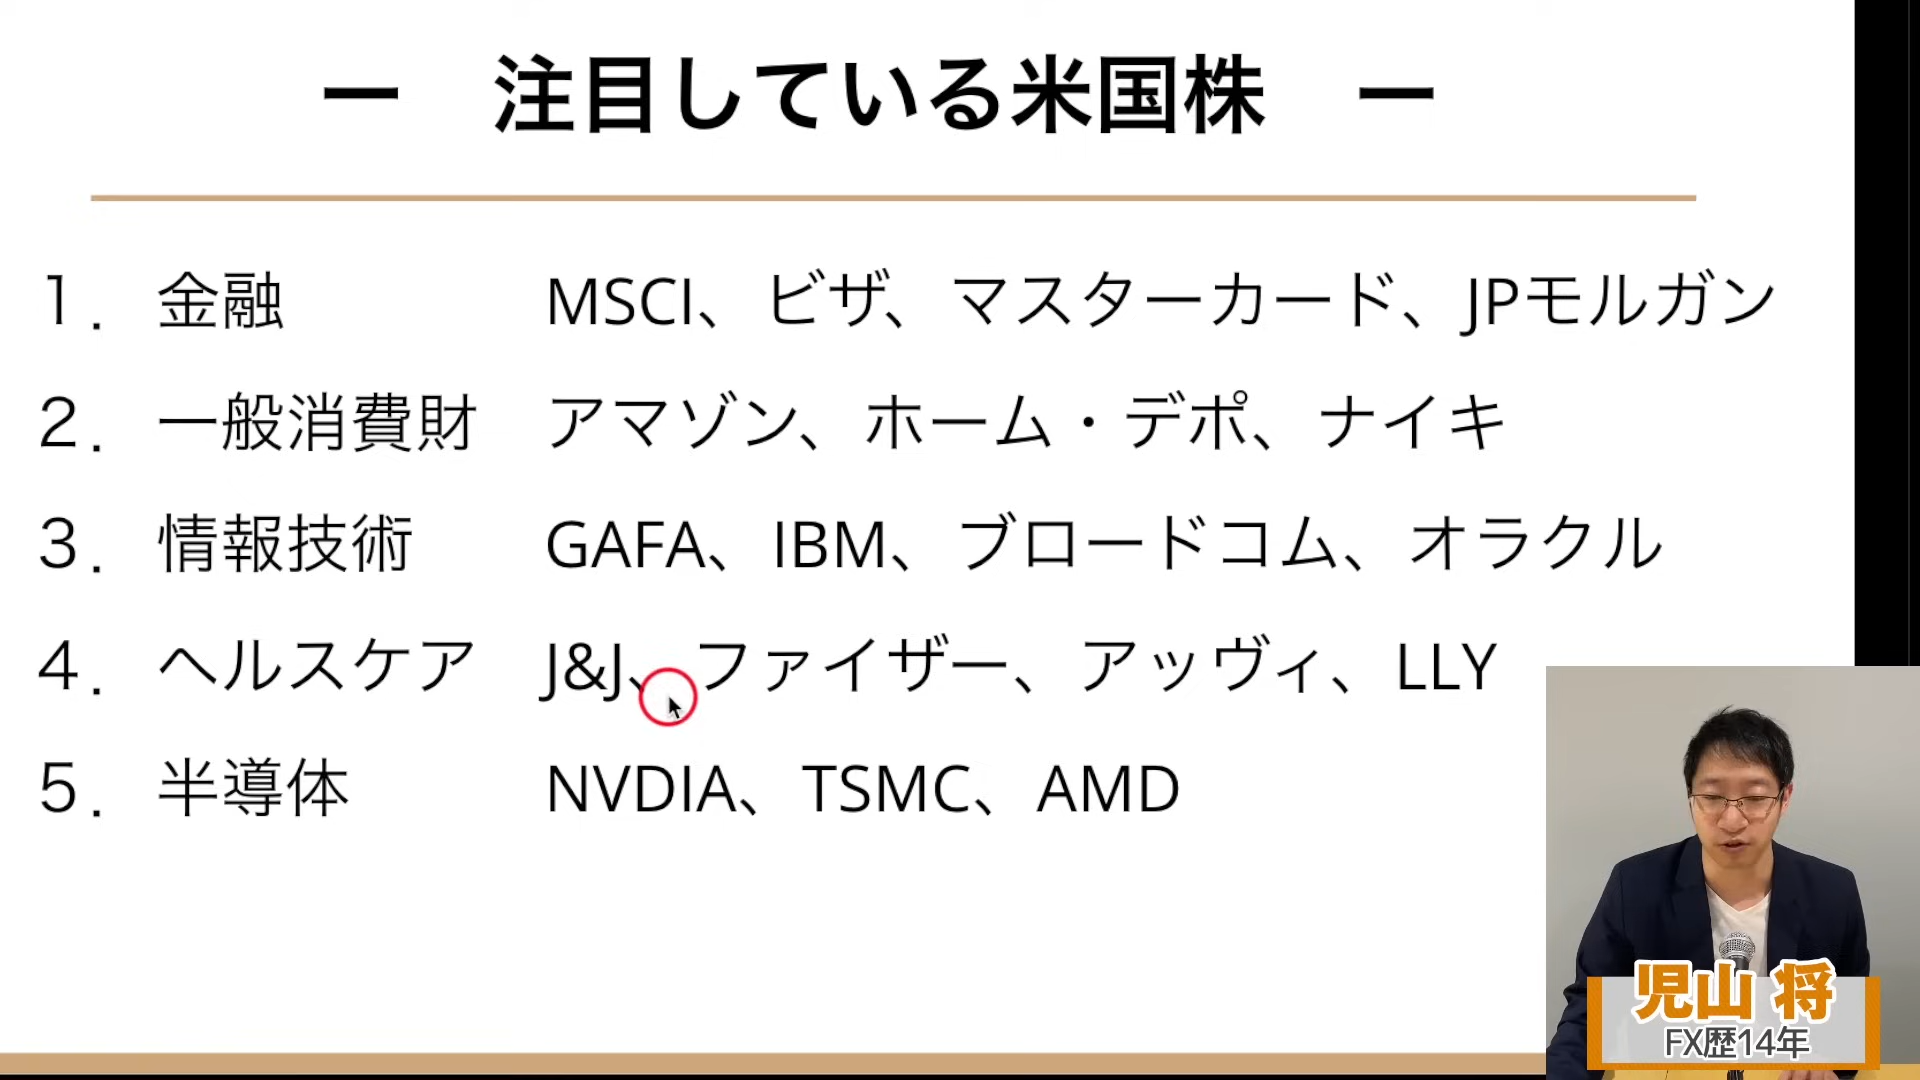 ー 注目している米国株 ー
１． 金融 MSCI、ビザ、マスターカード、JPモルガン
２． 一般消費財 アマゾン、ホーム・デポ、ナイキ
３． 情報技術 GAFA、IBM、ブロードコム、オラクル
４． ヘルスケア J&J、ファイザー、アッヴィ、LLY
５． 半導体 NVDIA、TSMC、AMD
児山 将
FX歴14年